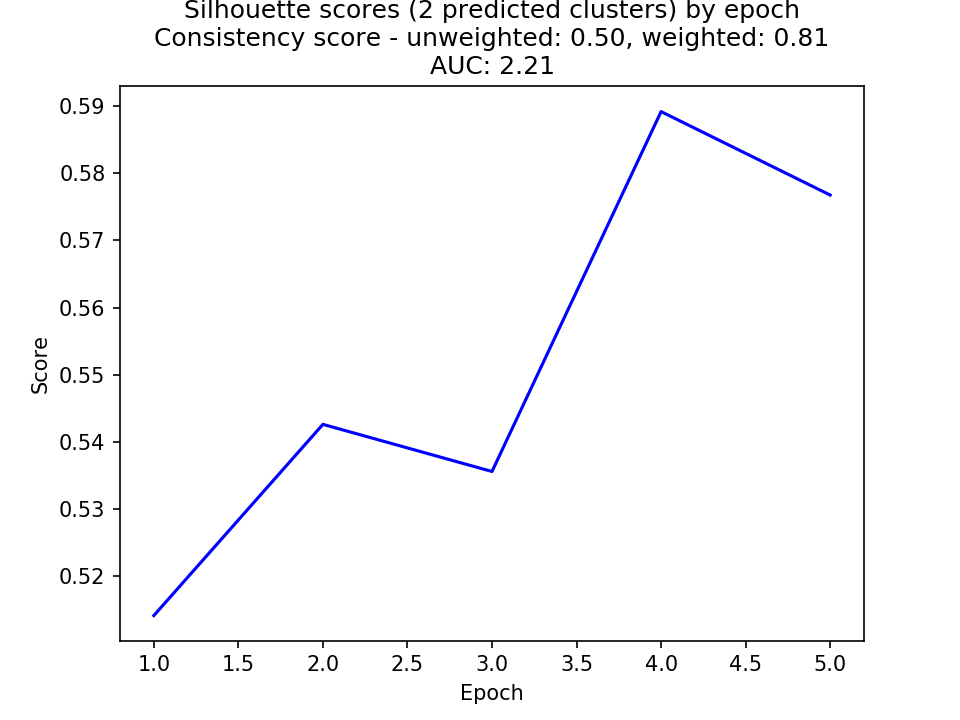 Silhouette scores (2 predicted clusters) by epoch
Consistency score - unweighted: 0.50, weighted: 0.81
AUC: 2.21
0.59
0.58
0.57
0.56
0.55
0.54
0.53
0.52
Score
1.0 1.5 2.0 2.5 3.0 3.5 4.0 4.5 5.0
Epoch